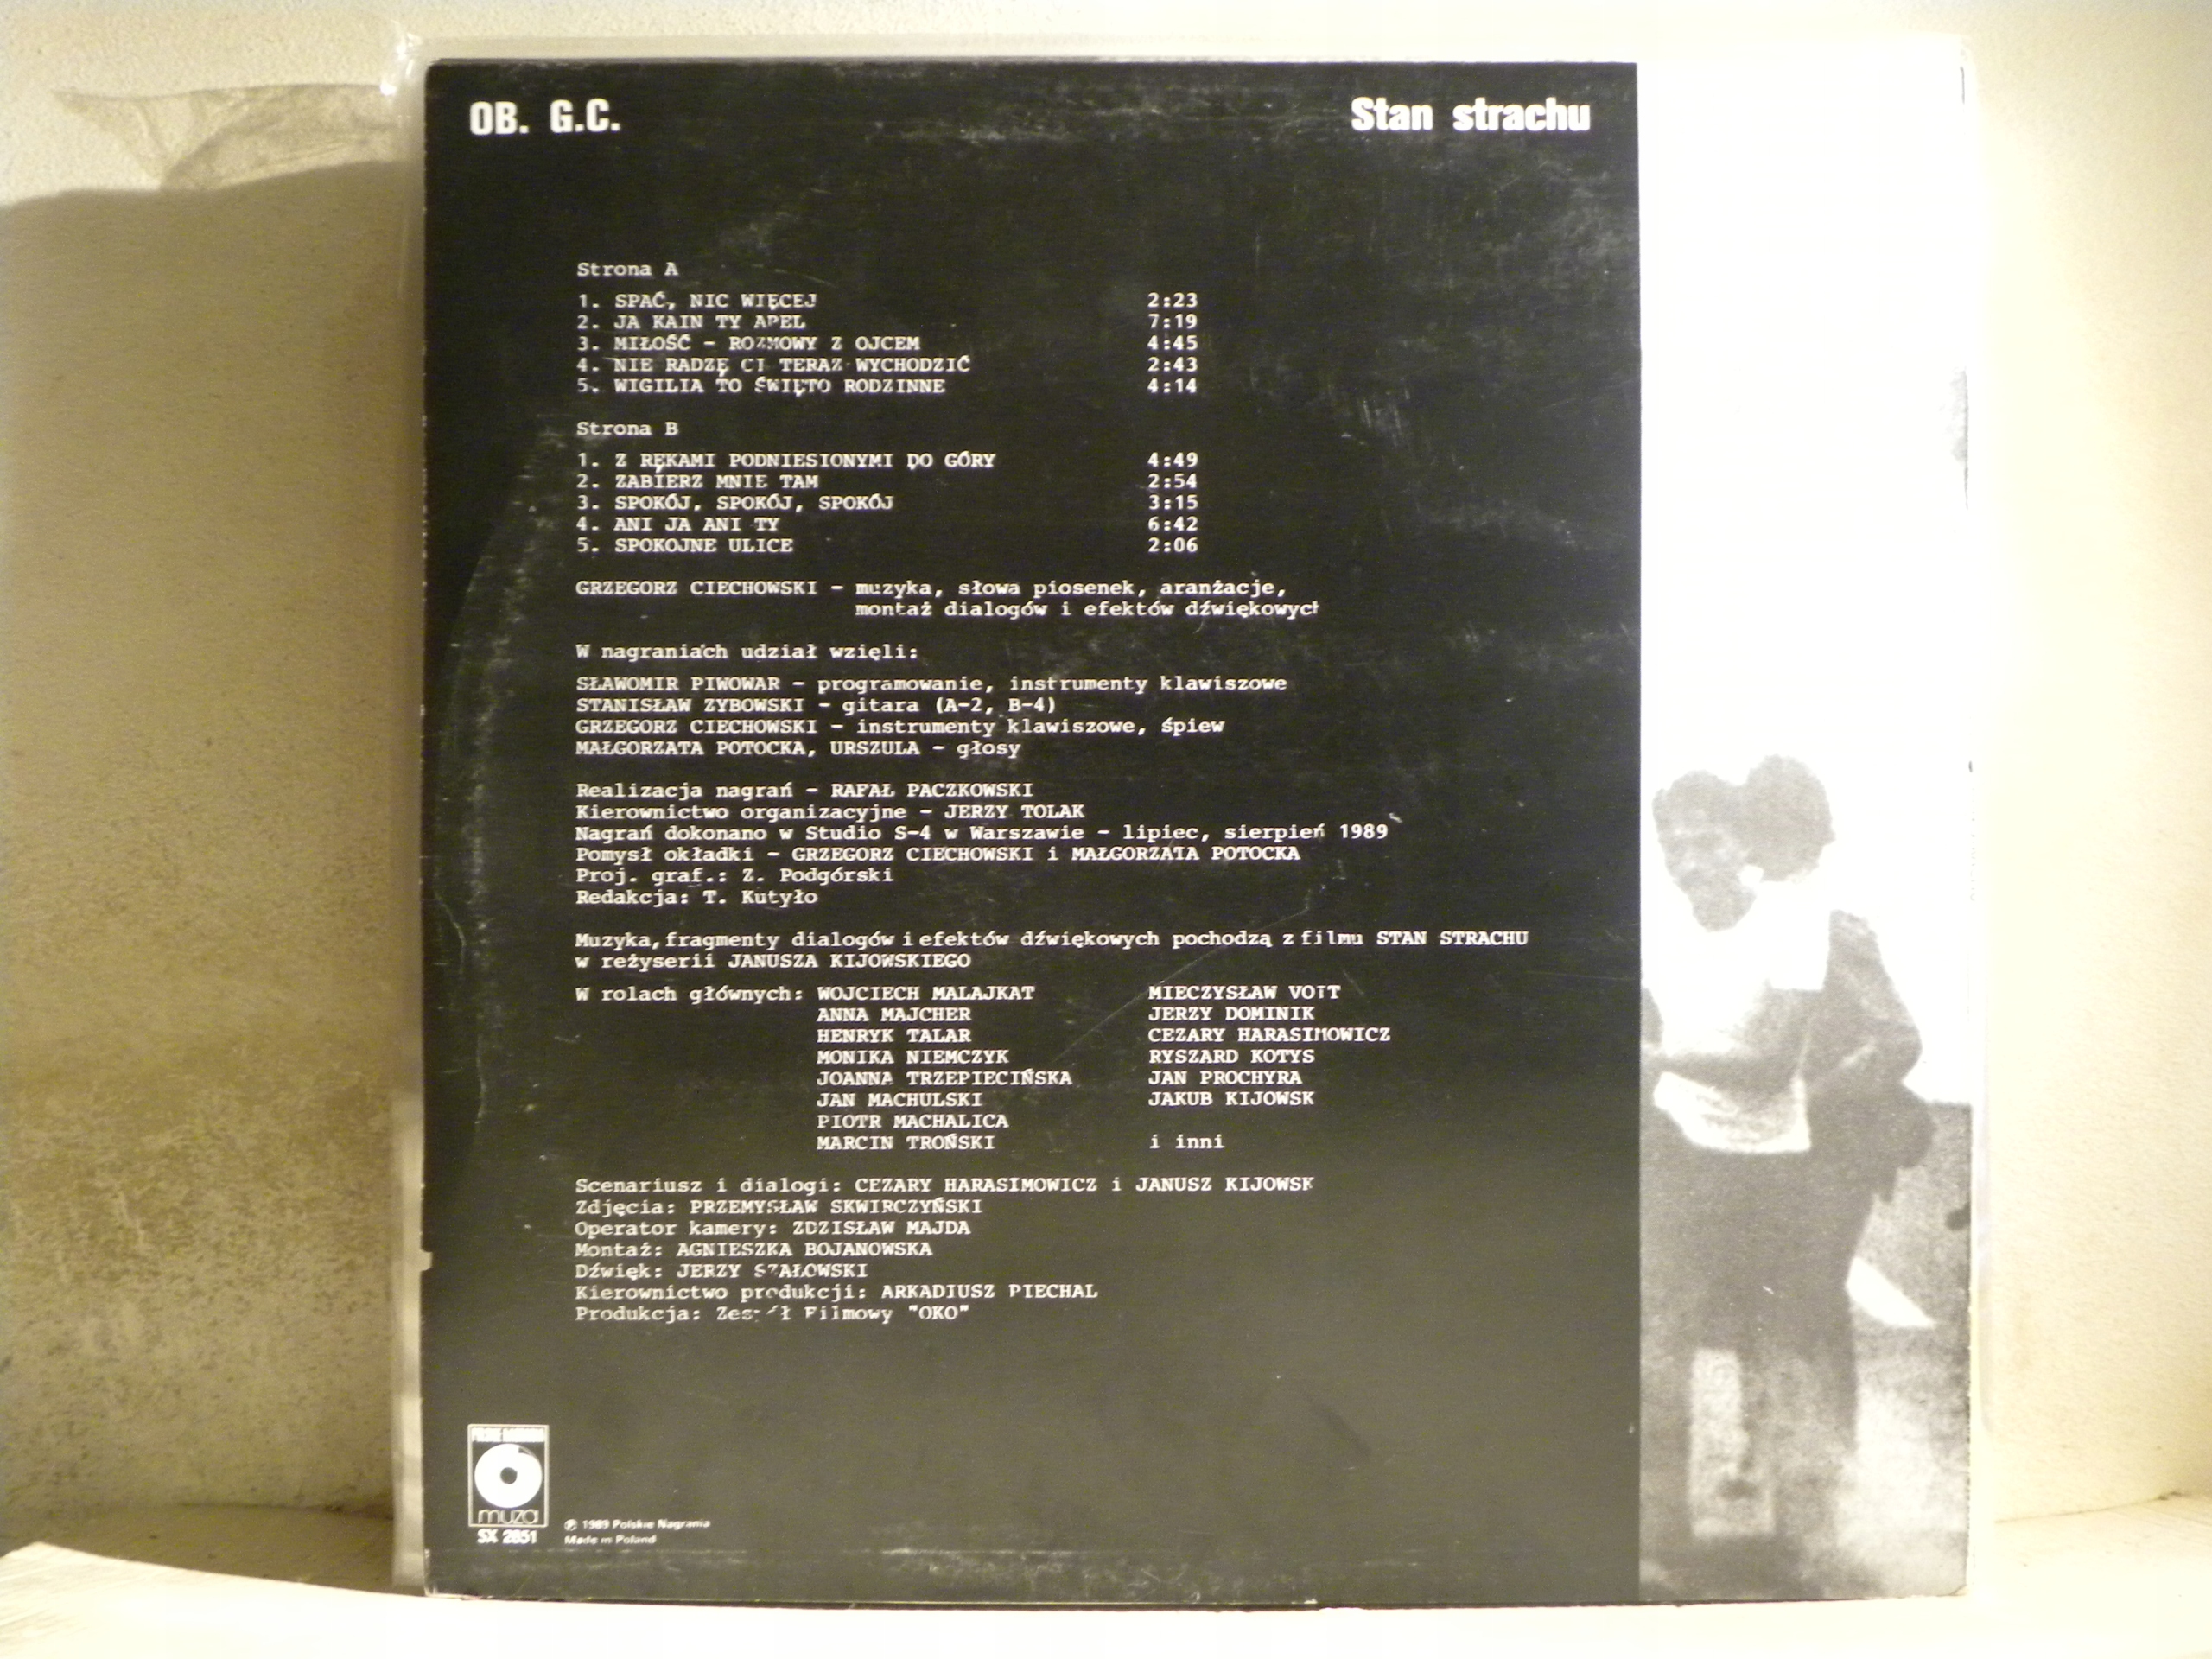 OB. G.C. Stan strachu
Strona A
1. SPAĆ, NIC WIĘCEJ 2:23
2. JA KAIN TY ABEL 7:19
3. MIŁOŚĆ - ROZMOWY Z OJCEM 4:45
4. NIE RADZĘ CI TERAZ WYCHODZIĆ 2:43
5. WIGILIA TO ŚWIĘTO RODZINNE 4:14
Strona B
1. Z RĘKAMI PODNIESIONYMI DO GÓRY 4:49
2. ZABIERZ MNIE TAM 2:54
3. SPOKÓJ, SPOKÓJ, SPOKÓJ 3:15
4. ANI JA ANI TY 6:42
5. SPOKOJNE ULICE 2:06
GRZEGORZ CIECHOWSKI - muzyka, słowa piosenek, aranżacje,
montaż dialogów i efektów dźwiękowych
W nagraniach udział wzięli:
SŁAWOMIR PIWOWAR - programowanie, instrumenty klawiszowe
STANISŁAW ZYBOWSKI - gitara (A-2, B-4)
GRZEGORZ CIECHOWSKI - instrumenty klawiszowe, śpiew
MAŁGORZATA POTOCKA, URSZULA - głosy
Realizacja nagrań - RAFAŁ PACZKOWSKI
Kierownictwo organizacyjne - JERZY TOLAK
Nagrań dokonano w Studio S-4 w Warszawie - lipiec, sierpień 1989
Pomysł okładki - GRZEGORZ CIECHOWSKI i MAŁGORZATA POTOCKA
Proj. graf.: Z. Podgórski
Redakcja: T. Kutyło
Muzyka, fragmenty dialogów i efektów dźwiękowych pochodzą z filmu STAN STRACHU
w reżyserii JANUSZA KIJOWSKIEGO
W rolach głównych: WOJCIECH MALAJKAT MIECZYSŁAW VOIT
ANNA MAJCHER JERZY DOMINIK
HENRYK TALAR CEZARY HARASIMOWICZ
MONIKA NIEMCZYK RYSZARD KOTYS
JOANNA TRZEPIECIŃSKA JAN PROCHYRA
JAN MACHULSKI JAKUB KIJOWSK
PIOTR MACHALICA
MARCIN TROŃSKI i inni
Scenariusz i dialogi: CEZARY HARASIMOWICZ i JANUSZ KIJOWSK
Zdjęcia: PRZEMYSŁAW SKWIRCZYŃSKI
Operator kamery: ZDZISŁAW MAJDA
Montaż: AGNIESZKA BOJANOWSKA
Dźwięk: JERZY SZAŁOWSKI
Kierownictwo produkcji: ARKADIUSZ PIECHAL
Produkcja: Zespół Filmowy "OKO"
POLSKIE NAGRANIA
muza
SX 2851
℗ 1989 Polskie Nagrania
Made in Poland